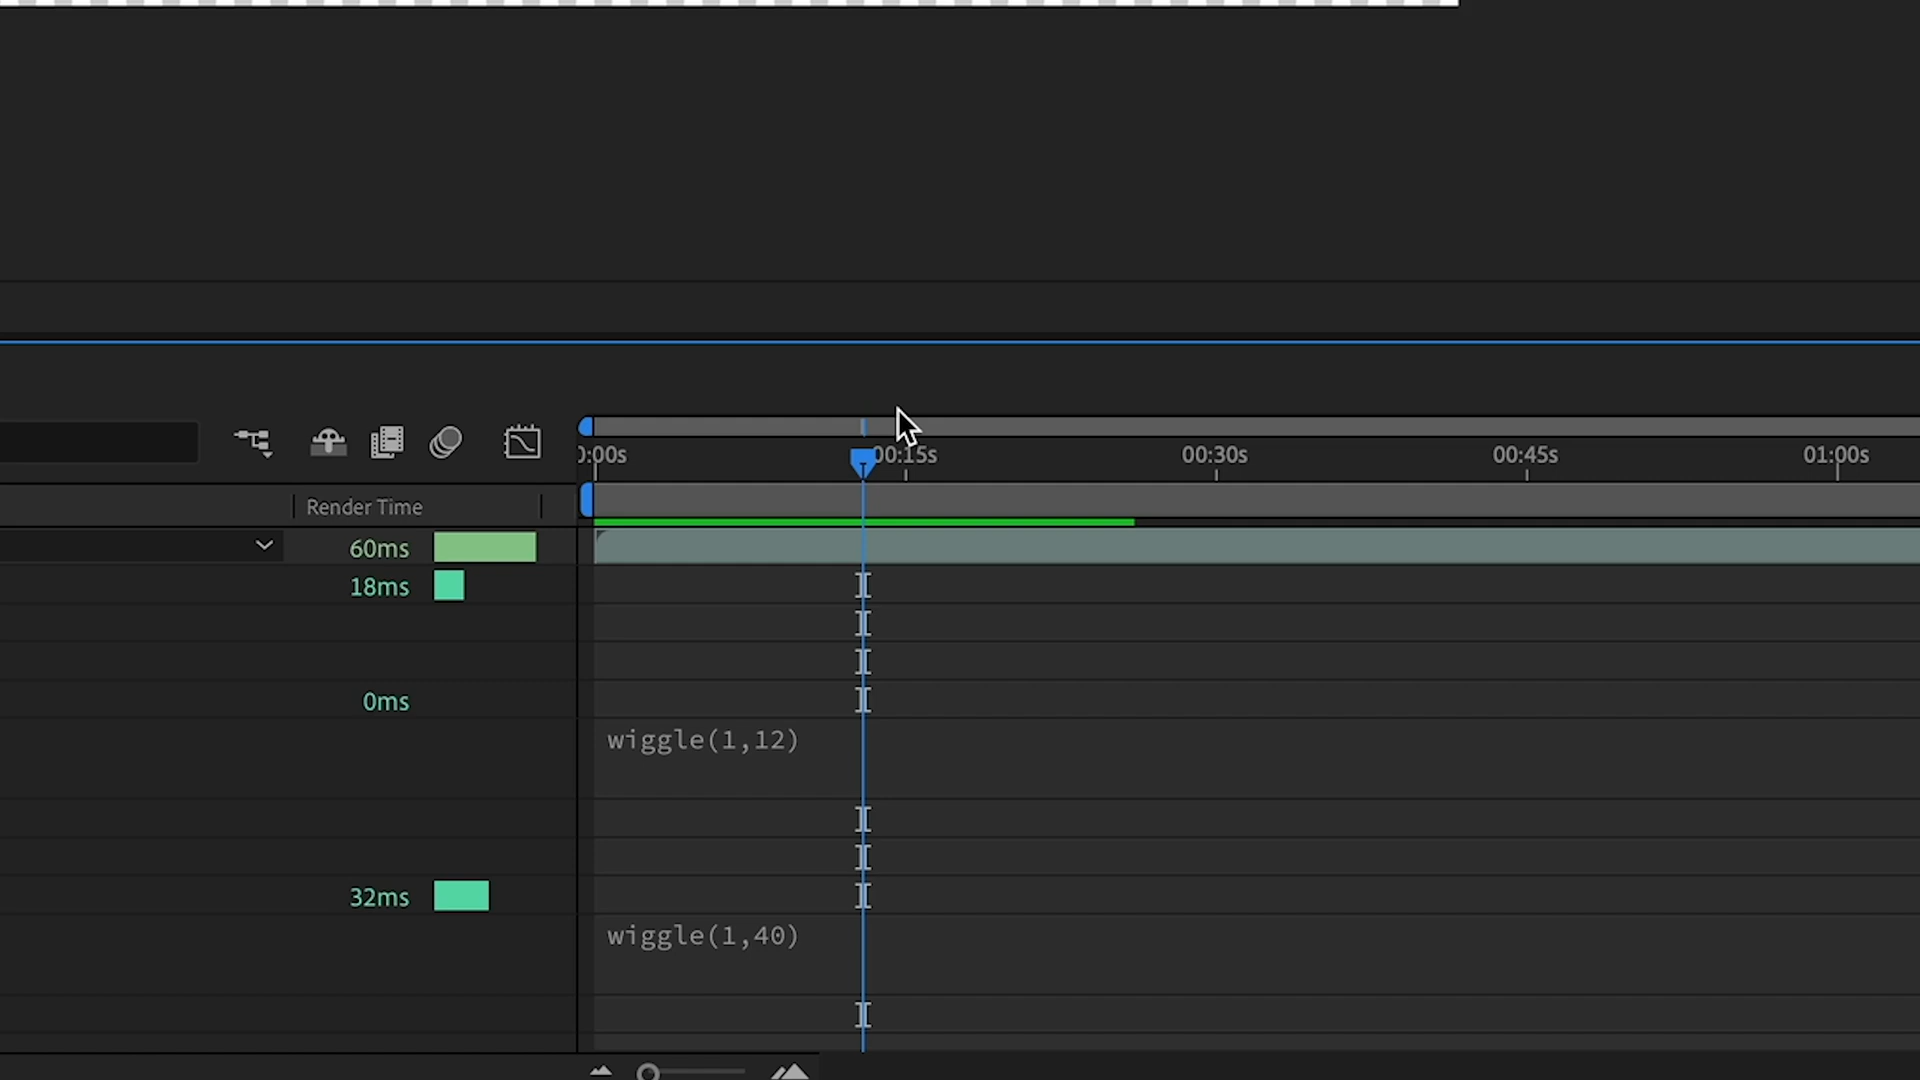 0:00s 00:15s 00:30s 00:45s 01:00s
Render Time
60ms
18ms
0ms
wiggle(1,12)
32ms
wiggle(1,40)